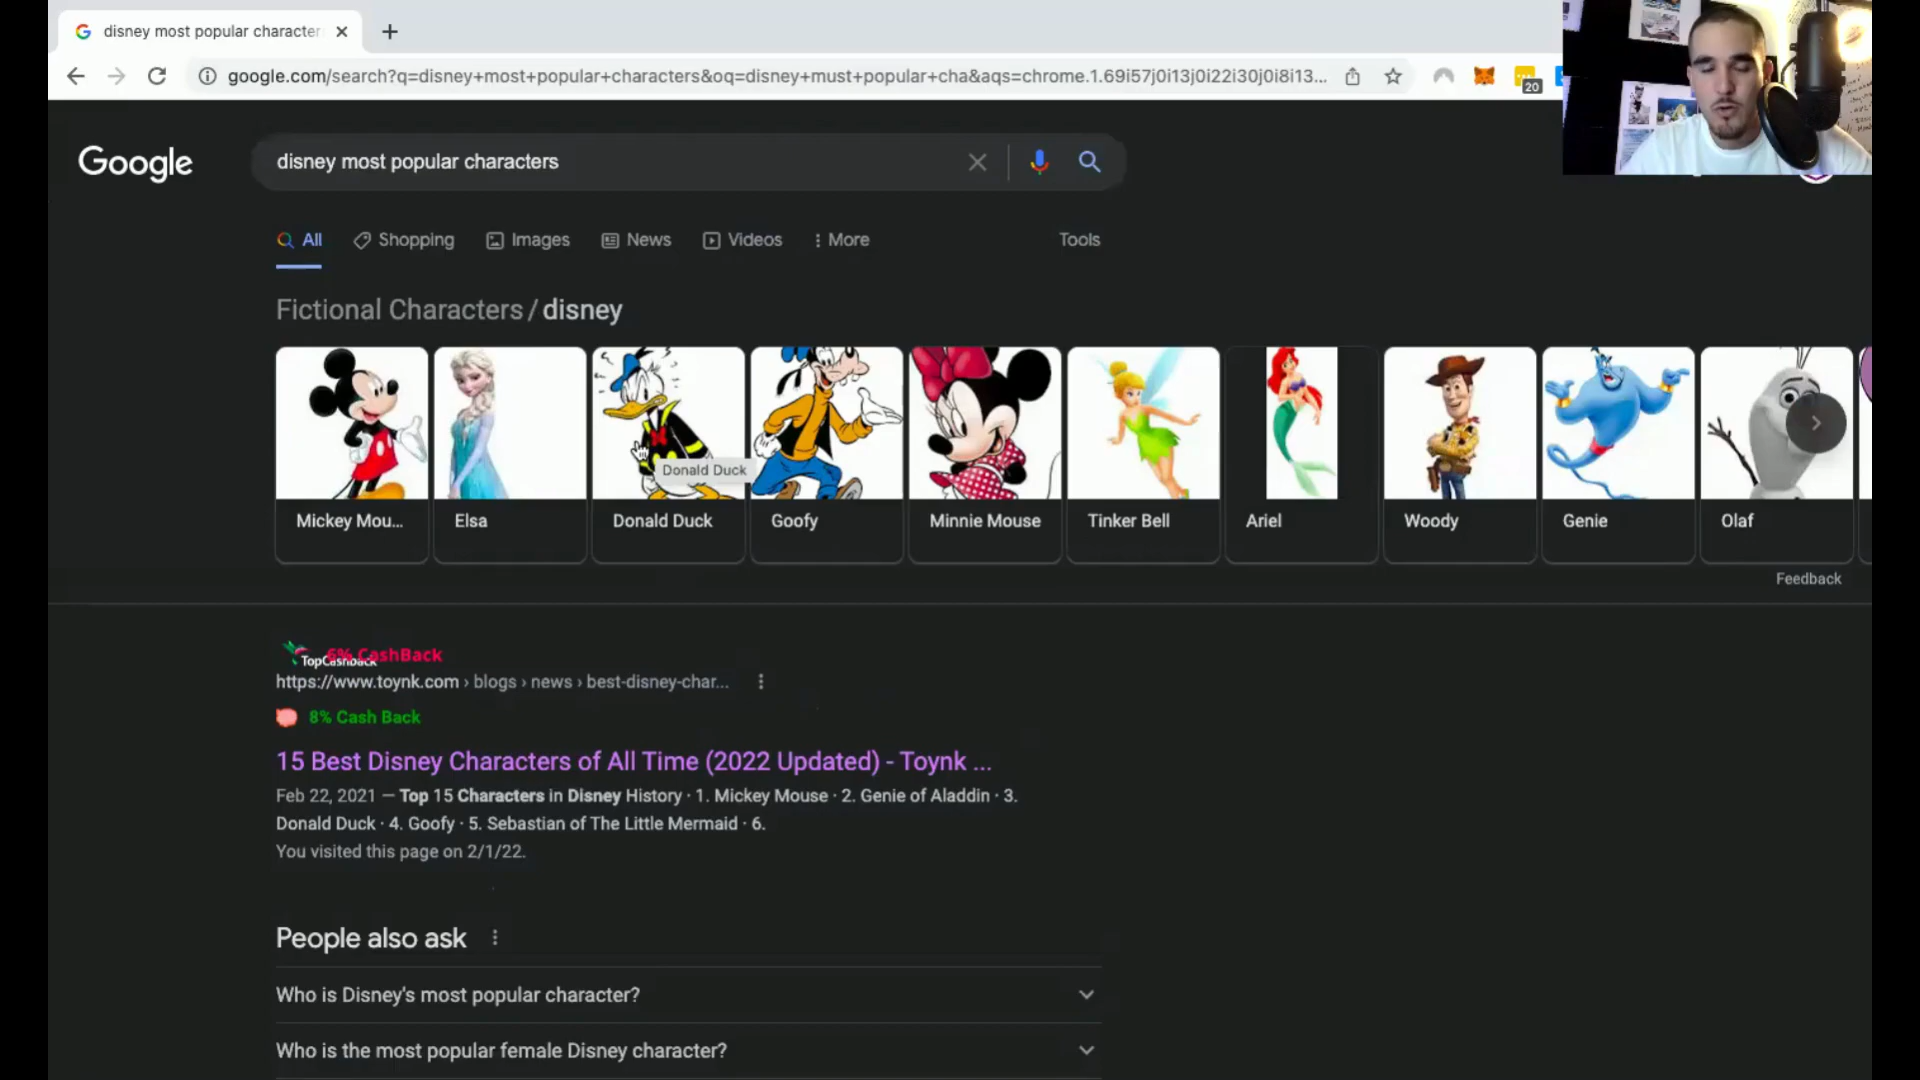 disney most popular character
google.com/search?q=disney+most+popular+characters&oq=disney+must+popular+cha&aqs=chrome.1.69i57j0i13j0i22i30j0i8i13...
20
Google
disney most popular characters
All
Shopping
Images
News
Videos
More
Tools
Fictional Characters / disney
Donald Duck
Mickey Mou...
Elsa
Donald Duck
Goofy
Minnie Mouse
Tinker Bell
Ariel
Woody
Genie
Olaf
Feedback
TopCashback
6% CashBack
https://www.toynk.com › blogs › news › best-disney-char...
8% Cash Back
15 Best Disney Characters of All Time (2022 Updated) - Toynk ...
Feb 22, 2021 — Top 15 Characters in Disney History · 1. Mickey Mouse · 2. Genie of Aladdin · 3.
Donald Duck · 4. Goofy · 5. Sebastian of The Little Mermaid · 6.
You visited this page on 2/1/22.
People also ask
Who is Disney's most popular character?
Who is the most popular female Disney character?